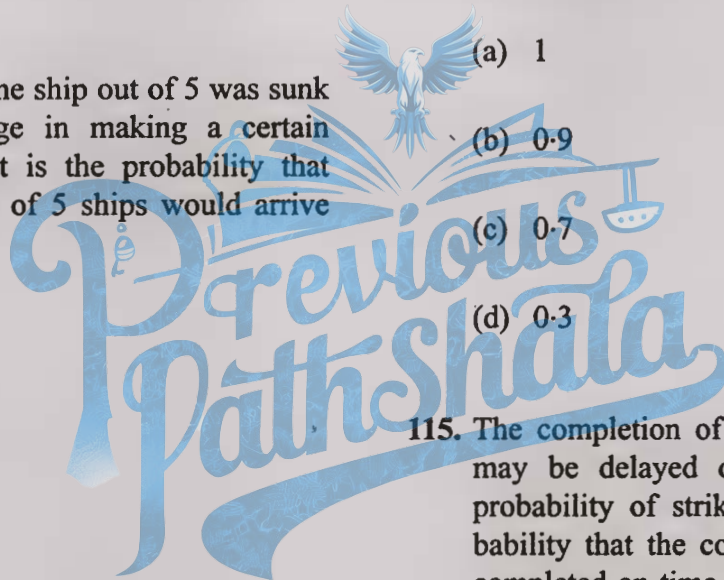 he ship out of 5 was sunk
ge in making a certain
t is the probability that
of 5 ships would arrive
(a) 1
(b) 0·9
(c) 0·7
(d) 0·3
115. The completion of
may be delayed
probability of strik
bability that the co
Previous
Pathshala